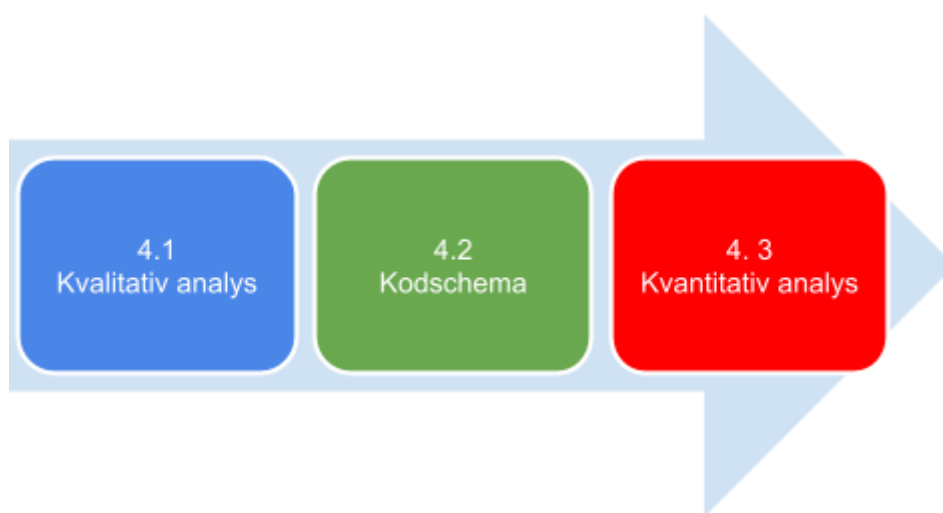 4.1
Kvalitativ analys
4.2
Kodschema
4. 3
Kvantitativ analys